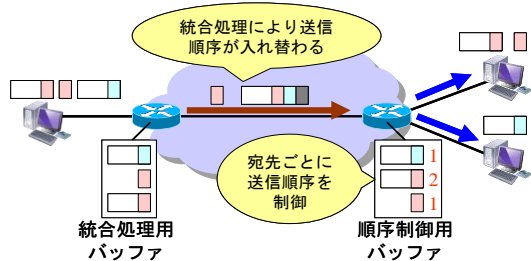 統合処理により送信
順序が入れ替わる
宛先ごとに
送信順序を
制御
1
2
1
統合処理用
バッファ
順序制御用
バッファ